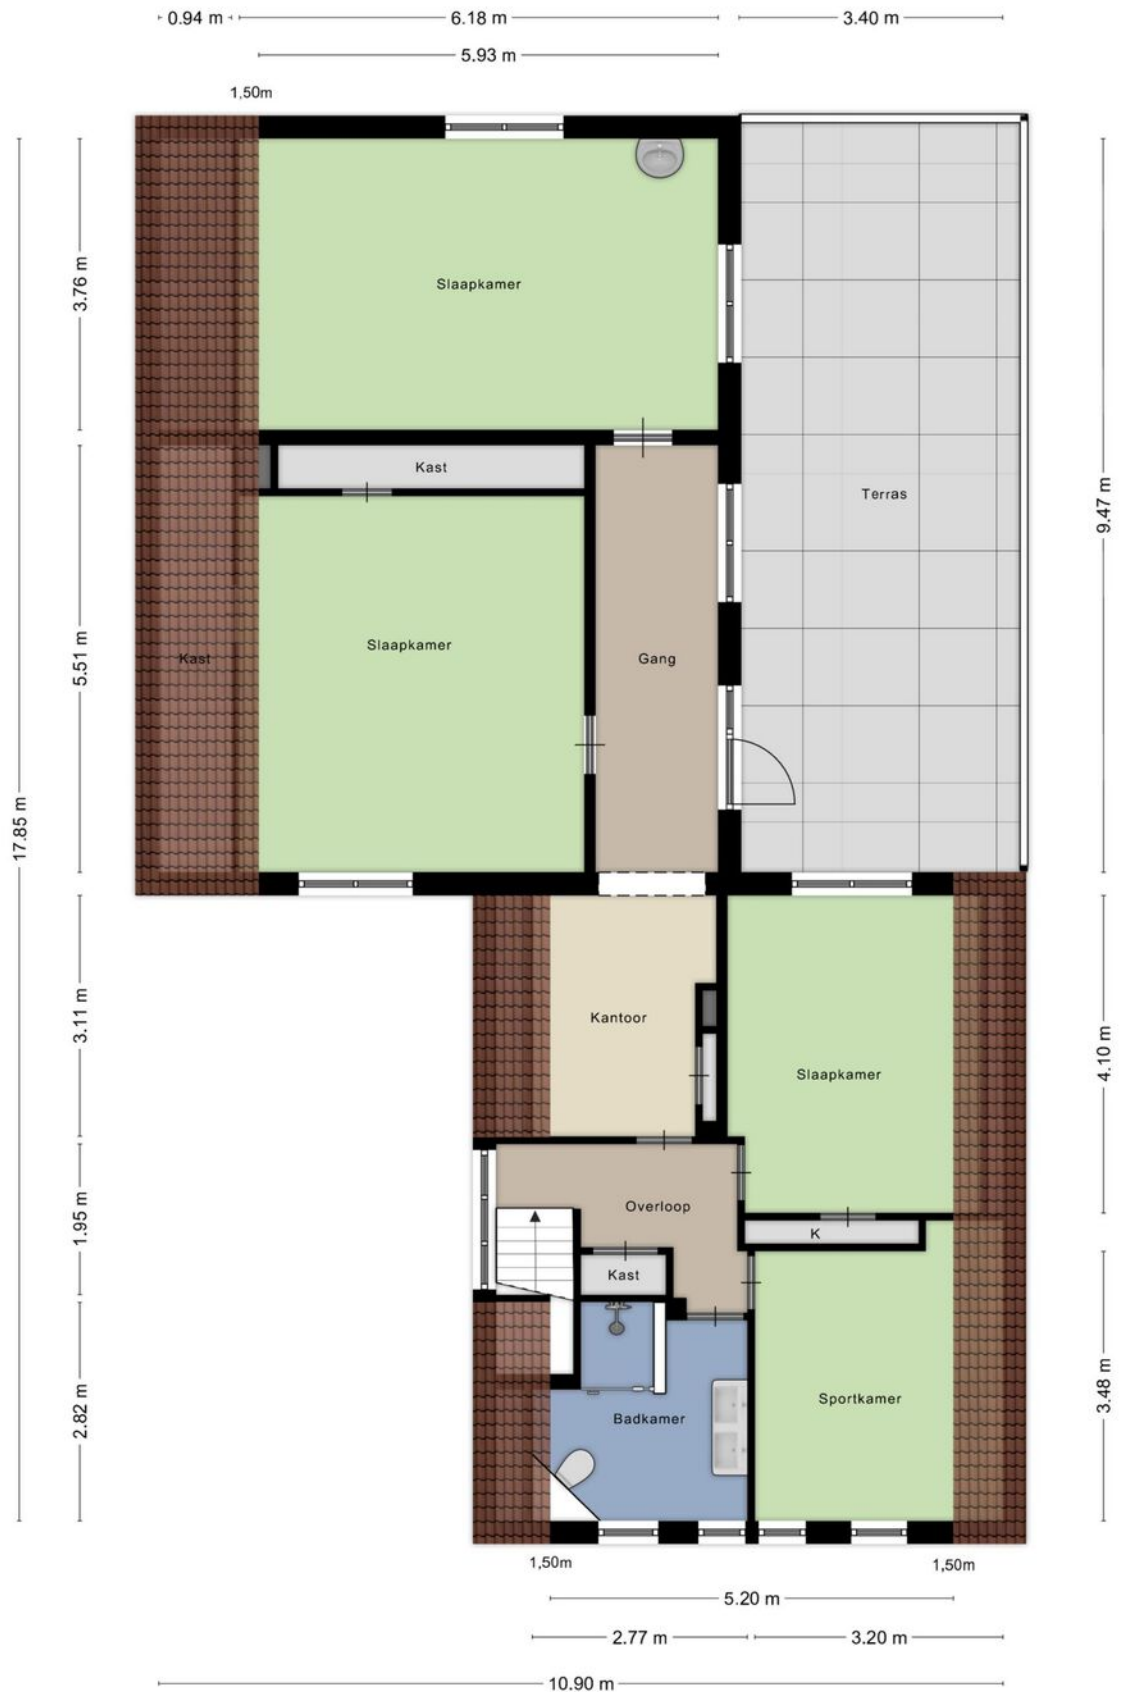 0.94 m
6.18 m
3.40 m
5.93 m
1,50m
3.76 m
Slaapkamer
Kast
Terras
9.47 m
Slaapkamer
Kast
Gang
5.51 m
17.85 m
3.11 m
Kantoor
Slaapkamer
4.10 m
1.95 m
Overloop
K
Kast
2.82 m
Badkamer
Sportkamer
3.48 m
1,50m
1,50m
5.20 m
2.77 m
3.20 m
10.90 m